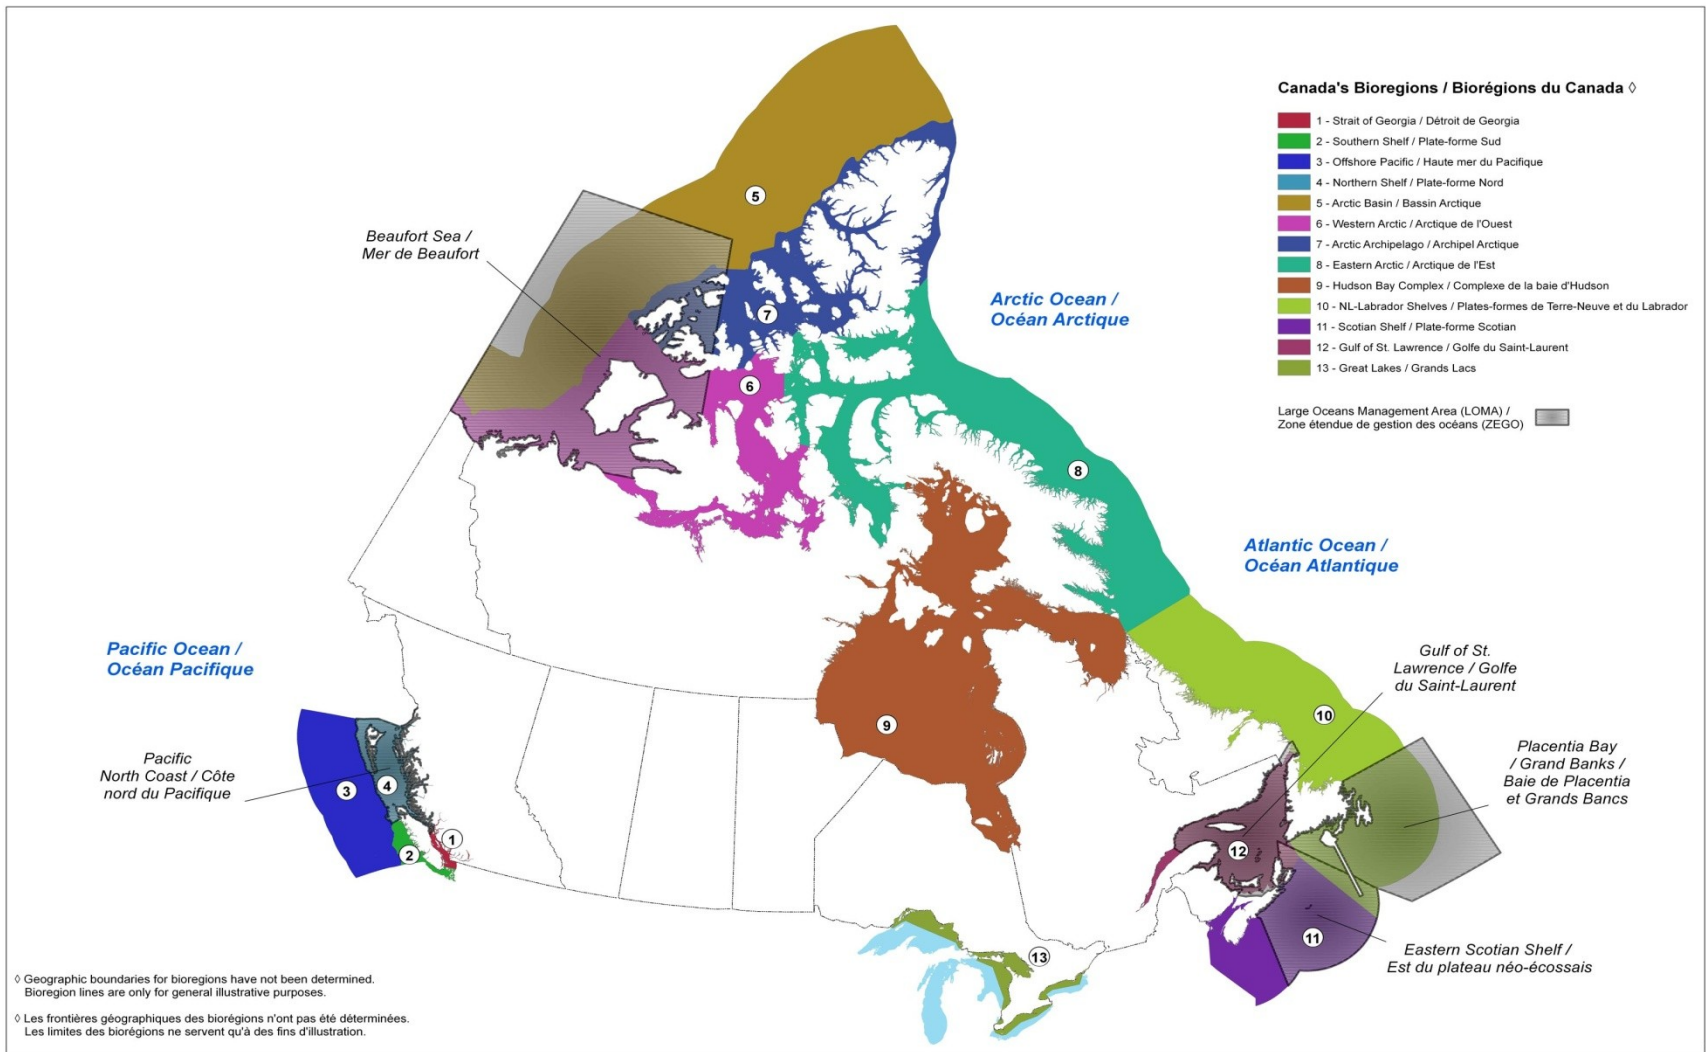 Canada's Bioregions / Biorégions du Canada ◊
1 - Strait of Georgia / Détroit de Georgia
2 - Southern Shelf / Plate-forme Sud
3 - Offshore Pacific / Haute mer du Pacifique
4 - Northern Shelf / Plate-forme Nord
5 - Arctic Basin / Bassin Arctique
6 - Western Arctic / Arctique de l'Ouest
7 - Arctic Archipelago / Archipel Arctique
8 - Eastern Arctic / Arctique de l'Est
9 - Hudson Bay Complex / Complexe de la baie d'Hudson
10 - NL-Labrador Shelves / Plates-formes de Terre-Neuve et du Labrador
11 - Scotian Shelf / Plate-forme Scotian
12 - Gulf of St. Lawrence / Golfe du Saint-Laurent
13 - Great Lakes / Grands Lacs
Large Oceans Management Area (LOMA) /
Zone étendue de gestion des océans (ZEGO)
5
Beaufort Sea /
Mer de Beaufort
Arctic Ocean /
Océan Arctique
7
6
8
Atlantic Ocean /
Océan Atlantique
Pacific Ocean /
Océan Pacifique
Gulf of St.
Lawrence / Golfe
du Saint-Laurent
10
9
Pacific
North Coast / Côte
nord du Pacifique
3
4
Placentia Bay
/ Grand Banks /
Baie de Placentia
et Grands Bancs
1
2
12
11
13
Eastern Scotian Shelf /
Est du plateau néo-écossais
◊ Geographic boundaries for bioregions have not been determined.
Bioregion lines are only for general illustrative purposes.
◊ Les frontières géographiques des biorégions n'ont pas été déterminées.
Les limites des biorégions ne servent qu'à des fins d'illustration.